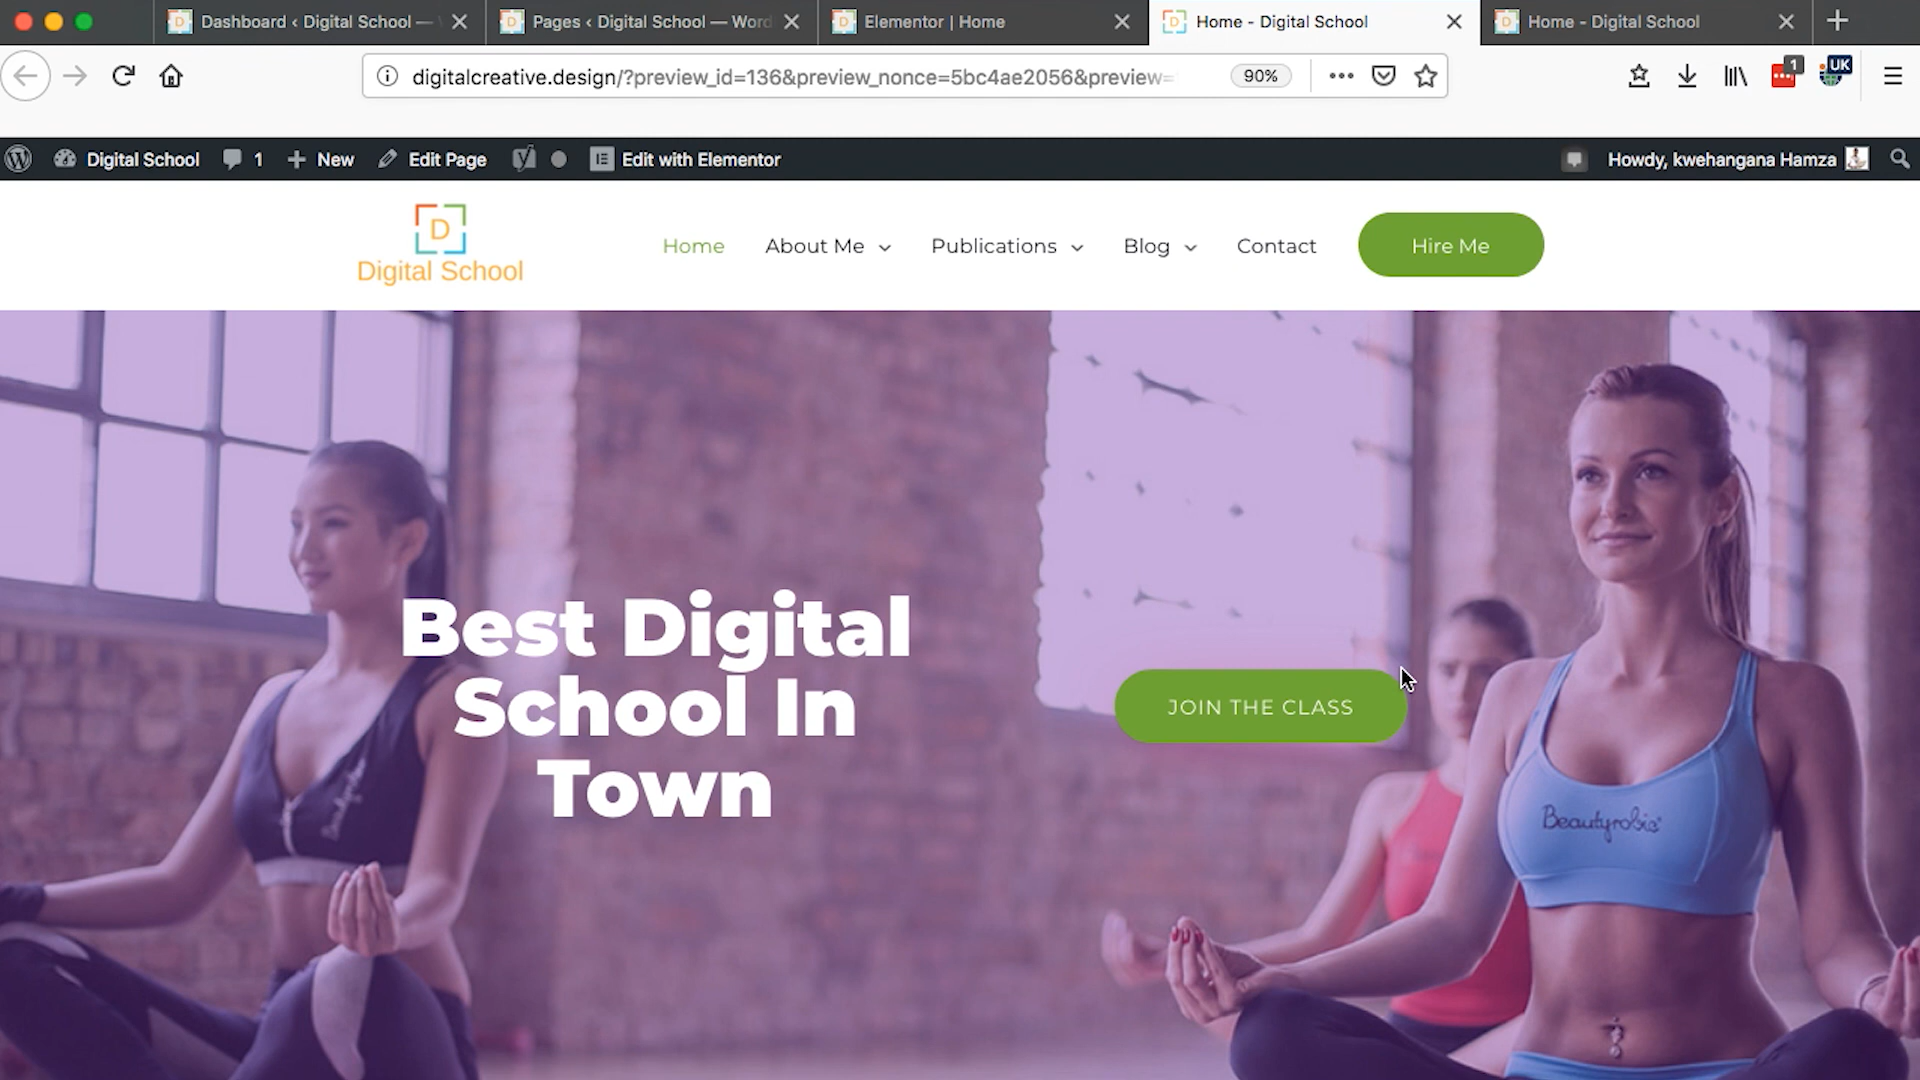 Dashboard ‹ Digital School —
Pages ‹ Digital School — Word
Elementor | Home
Home - Digital School
Home - Digital School
digitalcreative.design/?preview_id=136&preview_nonce=5bc4ae2056&preview=
90%
1
UK
Digital School
1
New
Edit Page
Edit with Elementor
Howdy, kwehangana Hamza
D
Digital School
Home
About Me
Publications
Blog
Contact
Hire Me
Best Digital
School In
Town
JOIN THE CLASS
Beautyrobic